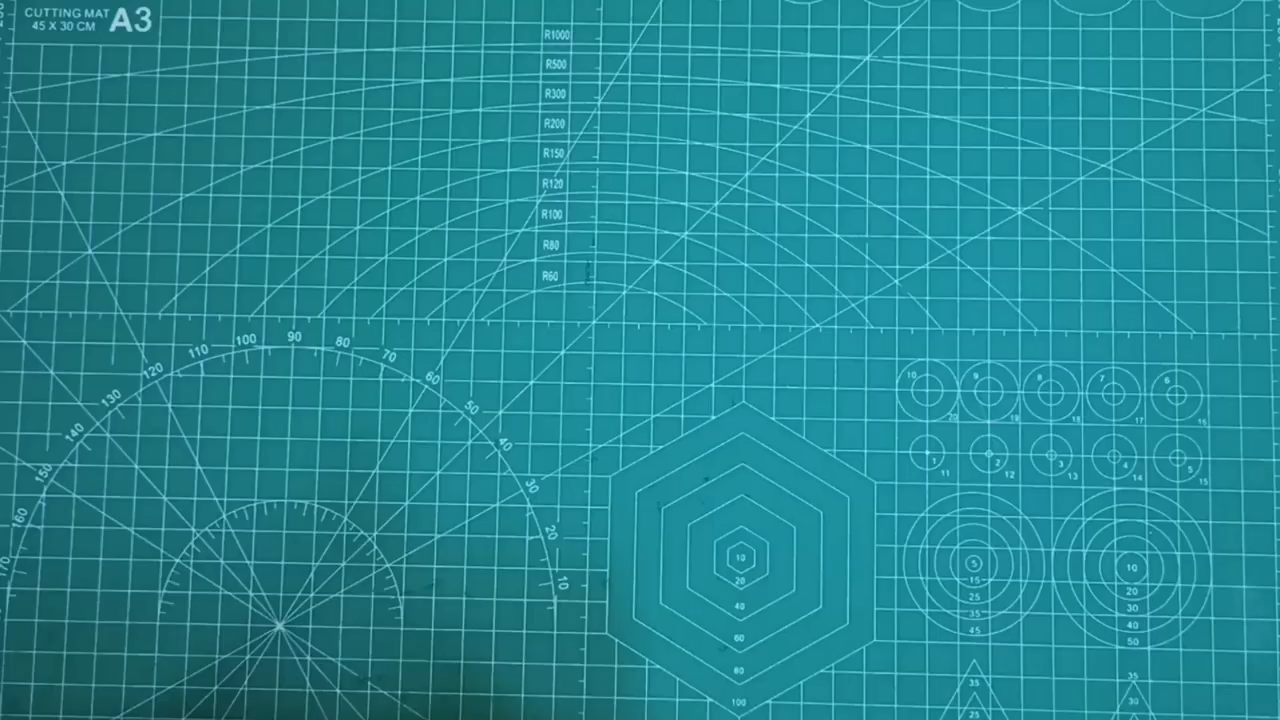 CUTTING MAT A3
45 X 30 CM
R1000
R500
R300
R200
R150
R120
R100
R80
R60
170 160 150 140 130 120 110 100 90 80 70 60 50 40 30 20 10
10
20
40
60
80
100
10 9 8 7 6
20 19 18 17 16
1 2 3 4 5
11 12 13 14 15
5
15
25
35
45
10
20
30
40
50
35
25
35
30